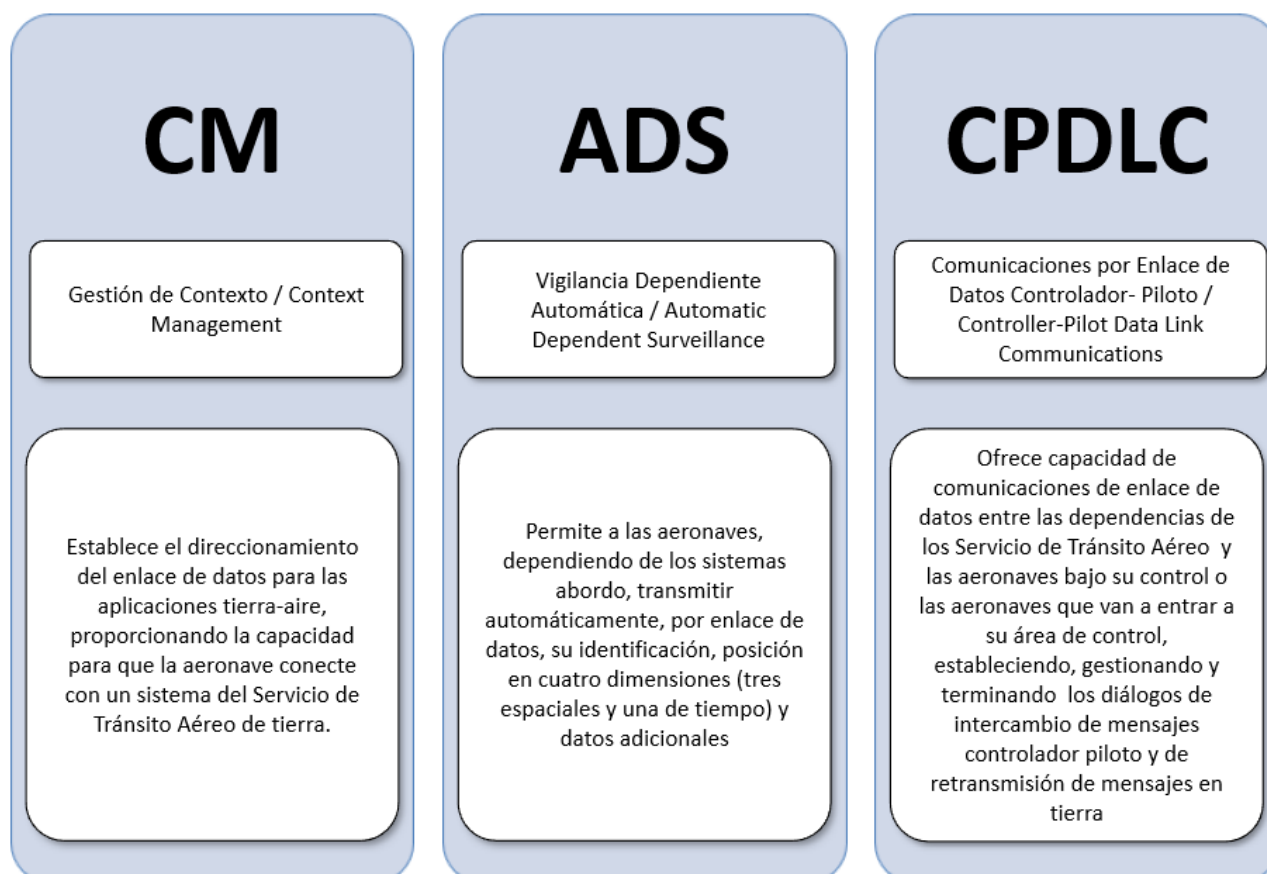 CM
Gestión de Contexto / Context
Management
Establece el direccionamiento
del enlace de datos para las
aplicaciones tierra-aire,
proporcionando la capacidad
para que la aeronave conecte
con un sistema del Servicio de
Tránsito Aéreo de tierra.
ADS
Vigilancia Dependiente
Automática / Automatic
Dependent Surveillance
Permite a las aeronaves,
dependiendo de los sistemas
abordo, transmitir
automáticamente, por enlace de
datos, su identificación, posición
en cuatro dimensiones (tres
espaciales y una de tiempo) y
datos adicionales
CPDLC
Comunicaciones por Enlace de
Datos Controlador- Piloto /
Controller-Pilot Data Link
Communications
Ofrece capacidad de
comunicaciones de enlace de
datos entre las dependencias de
los Servicio de Tránsito Aéreo y
las aeronaves bajo su control o
las aeronaves que van a entrar a
su área de control,
estableciendo, gestionando y
terminando los diálogos de
intercambio de mensajes
controlador piloto y de
retransmisión de mensajes en
tierra